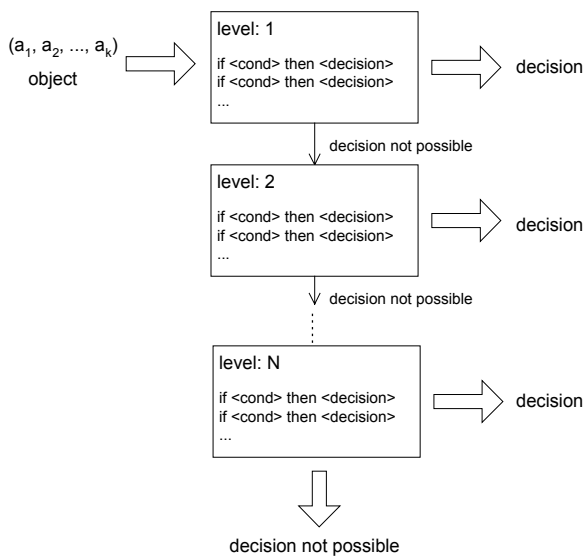 (a1, a2, ..., ak)
object
level: 1
if <cond> then <decision>
if <cond> then <decision>
...
decision
decision not possible
level: 2
if <cond> then <decision>
if <cond> then <decision>
...
decision
decision not possible
level: N
if <cond> then <decision>
if <cond> then <decision>
...
decision
decision not possible